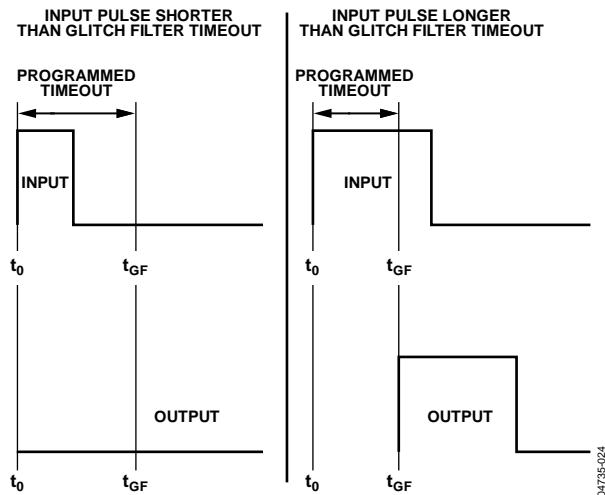 INPUT PULSE SHORTER
THAN GLITCH FILTER TIMEOUT
PROGRAMMED
TIMEOUT
INPUT
t0
tGF
OUTPUT
t0
tGF
INPUT PULSE LONGER
THAN GLITCH FILTER TIMEOUT
PROGRAMMED
TIMEOUT
INPUT
t0
tGF
OUTPUT
t0
tGF
04735-024